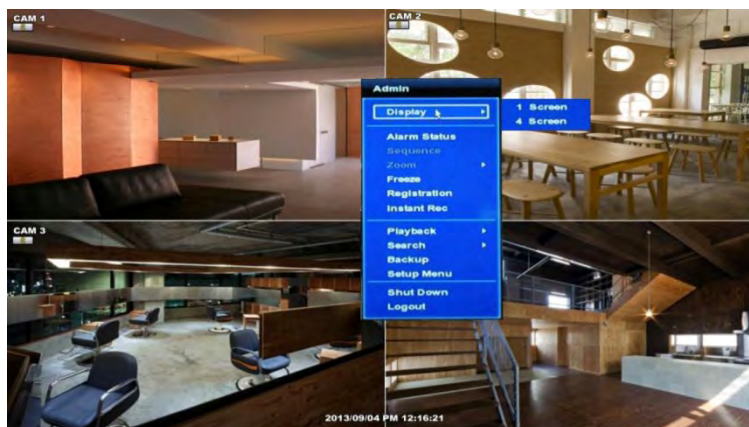 CAM 1
CAM 2
Admin
Display
1 Screen
4 Screen
Alarm Status
Sequence
Zoom
Freeze
Registration
Instant Rec
Playback
Search
Backup
Setup Menu
Shut Down
Logout
CAM 3
2013/09/04 PM 12:16:21